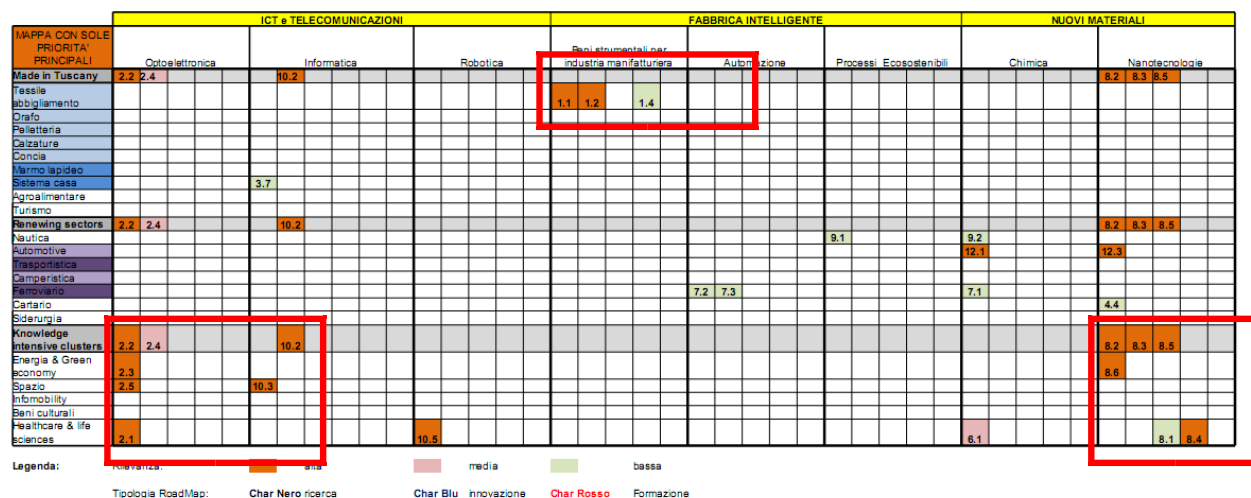 ICT e TELECOMUNICAZIONI FABBRICA INTELLIGENTE NUOVI MATERIALI
MAPPA CON SOLE
PRIORITA'
PRINCIPALI
Optoelettronica Informatica Robotica Beni strumentali per
industria manifatturiera Automazione Processi Ecosostenibili Chimica Nanotecnologie
Made in Tuscany 2.2 2.4 10.2 8.2 8.3 8.5
Tessile
abbigliamento 1.1 1.2 1.4
Orafo
Pelletteria
Calzature
Concia
Marmo lapideo
Sistema casa 3.7
Agroalimentare
Turismo
Renewing sectors 2.2 2.4 10.2 8.2 8.3 8.5
Nautica 9.1 9.2
Automotive 12.1 12.3
Trasportistica
Camperistica
Ferroviario 7.2 7.3 7.1
Cartario 4.4
Siderurgia
Knowledge
intensive clusters 2.2 2.4 10.2 8.2 8.3 8.5
Energia & Green
economy 2.3 8.6
Spazio 2.5 10.3
Infomobility
Beni culturali
Healthcare & life
sciences 2.1 10.5 6.1 8.1 8.4
Legenda: Rilevanza: alta media bassa
Tipologia RoadMap: Char Nero ricerca Char Blu innovazione Char Rosso Formazione